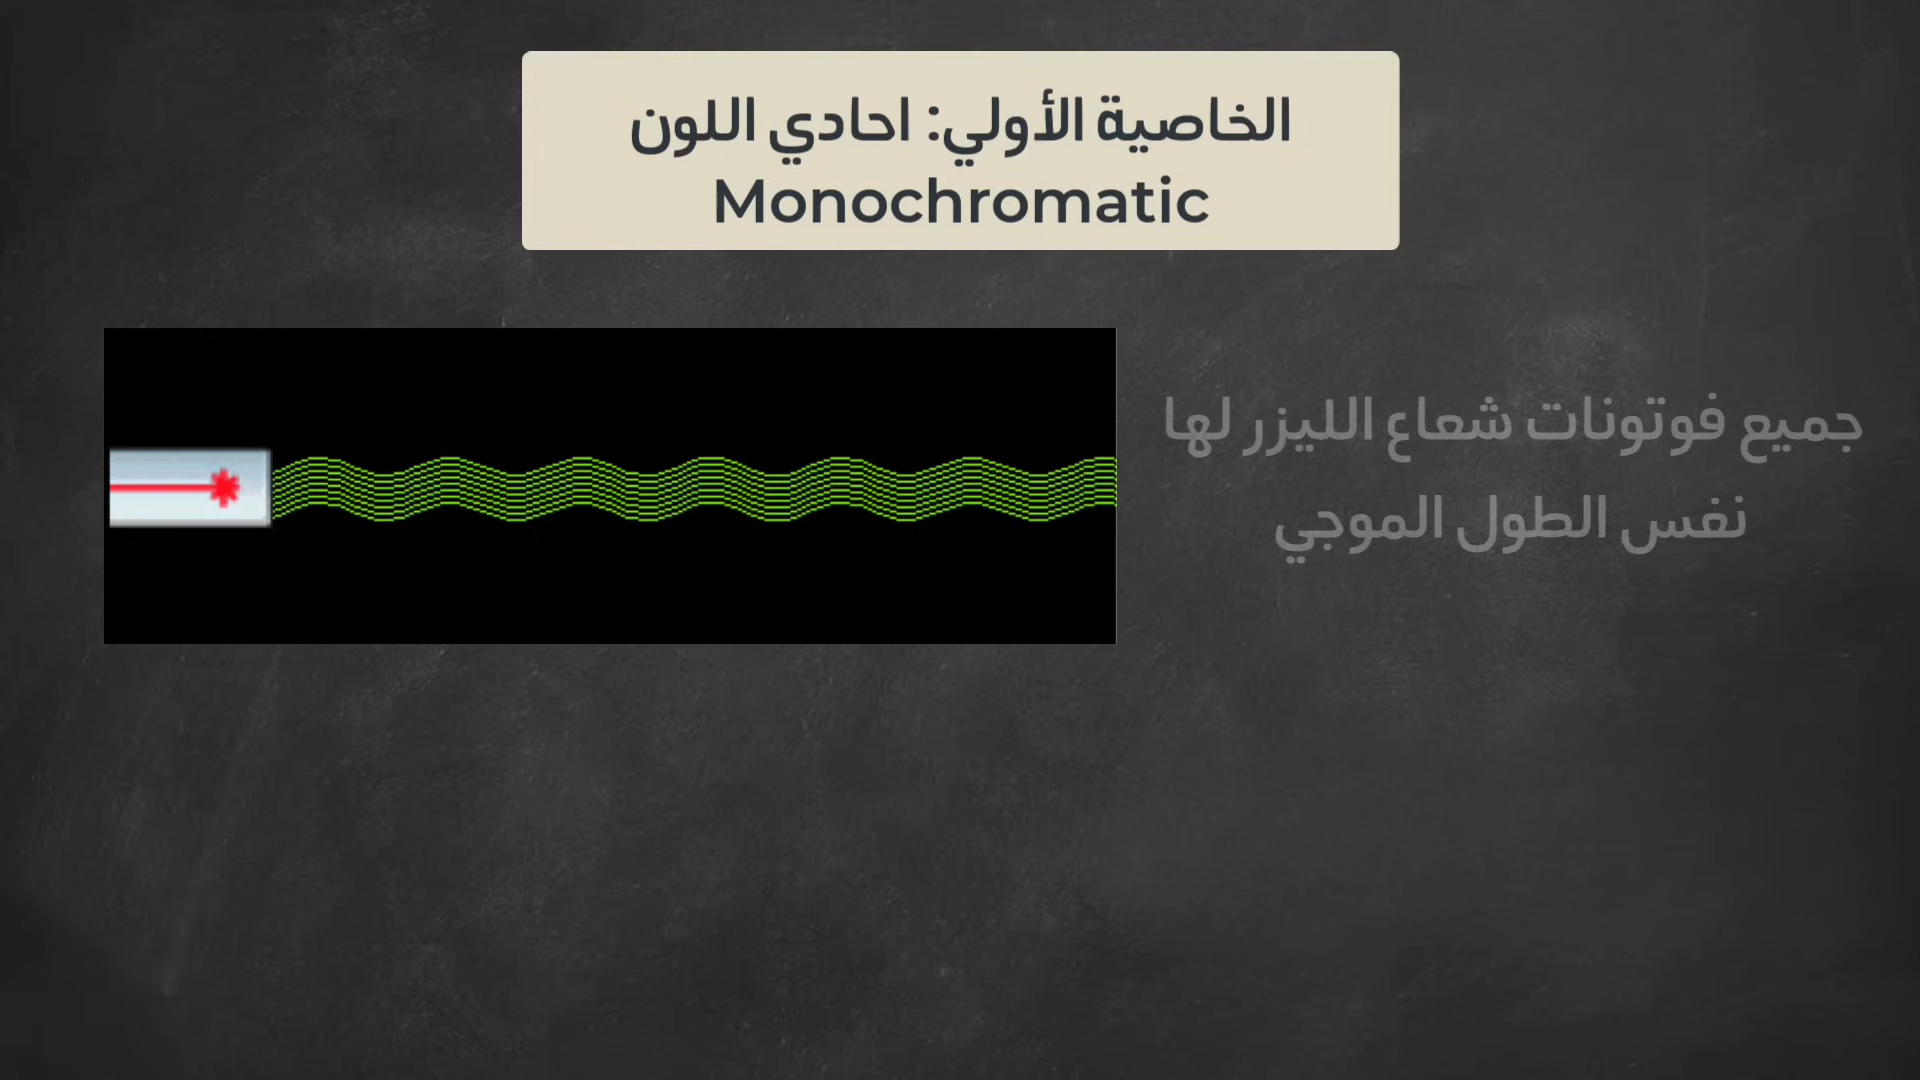 الخاصية الأولي: احادي اللون
Monochromatic
جميع فوتونات شعاع الليزر لها
نفس الطول الموجي